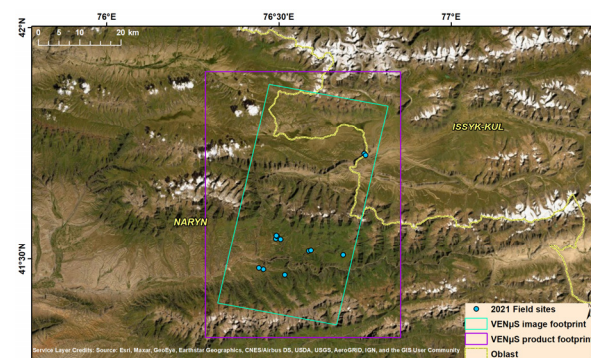 76°E 76°30'E 77°E
42°N
0 5 10 20 km
ISSYK-KUL
NARYN
41°30'N
2021 Field sites
VENµS image footprint
VENµS product footprint
Oblast
Service Layer Credits: Source: Esri, Maxar, GeoEye, Earthstar Geographics, CNES/Airbus DS, USDA, USGS, AeroGRID, IGN, and the GIS User Community